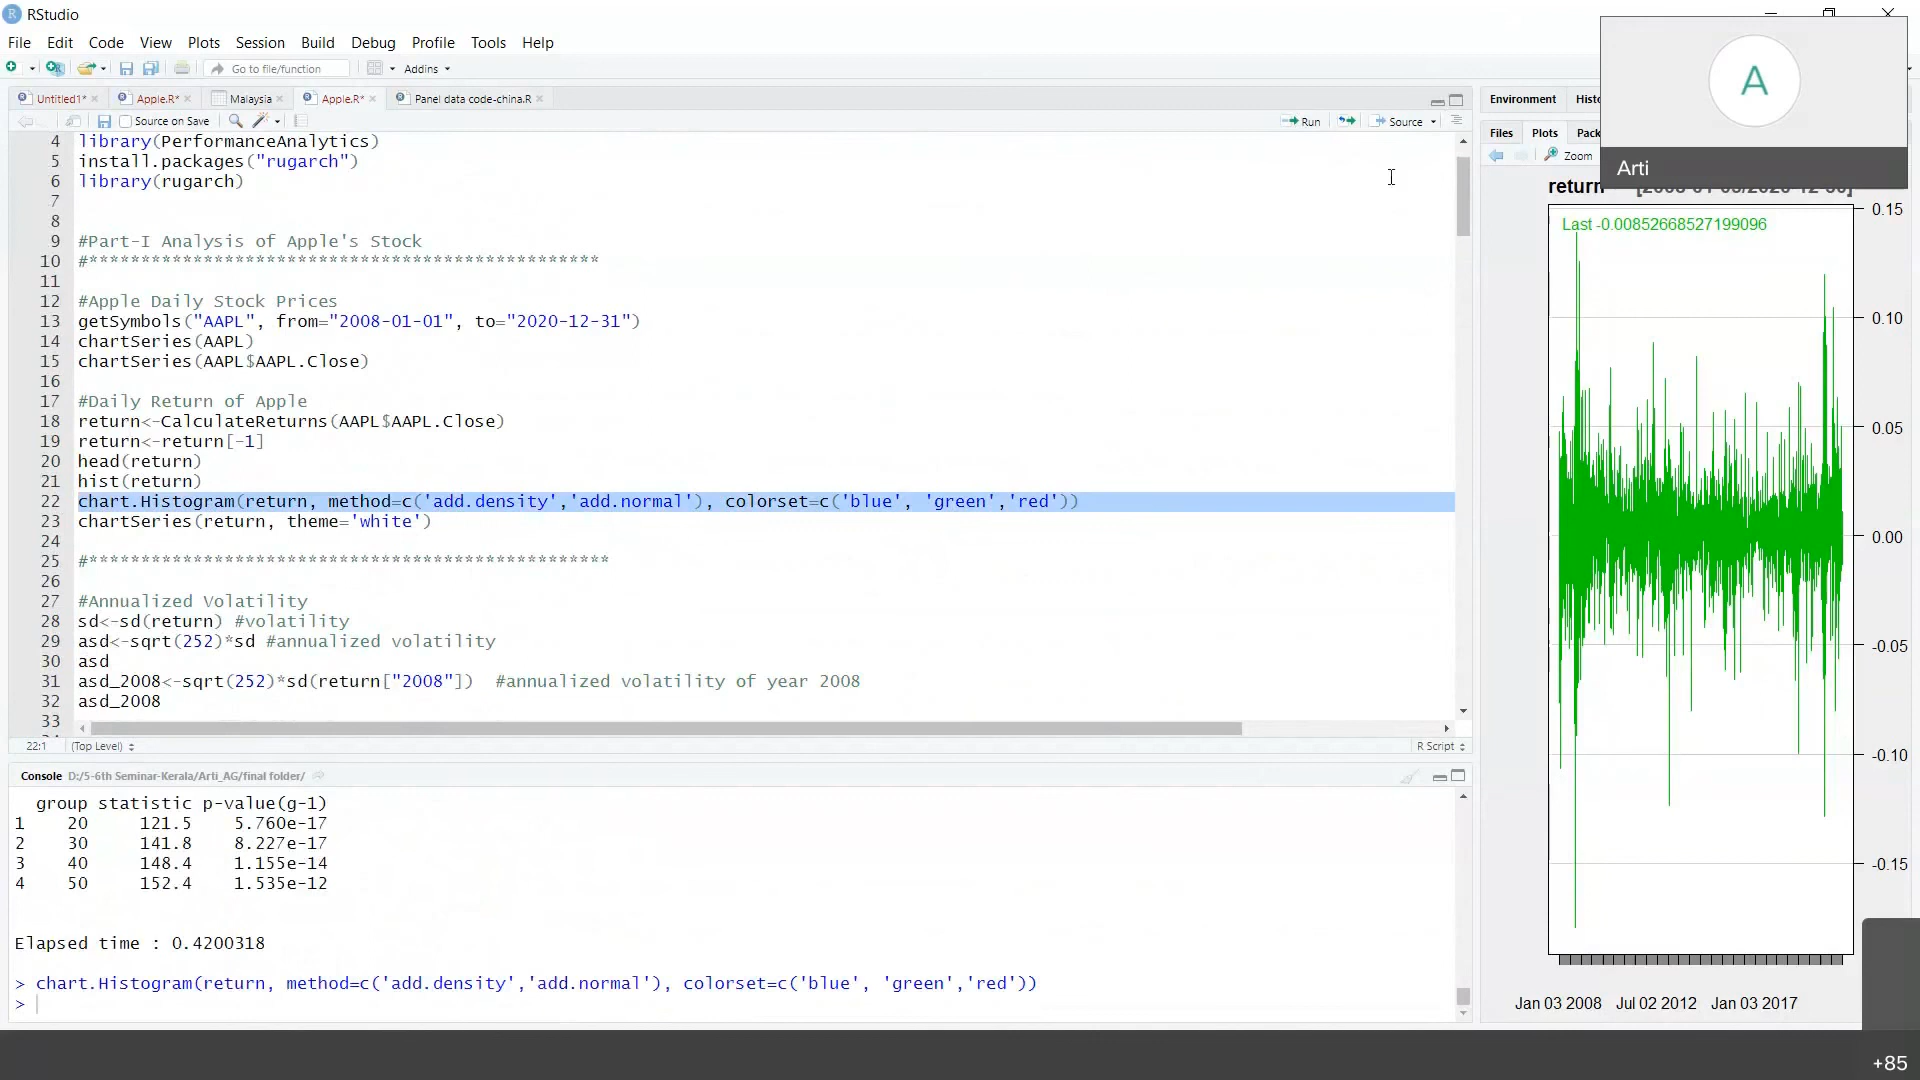 RStudio
File Edit Code View Plots Session Build Debug Profile Tools Help
Go to file/function Addins
Untitled1* Apple.R* Malaysia Apple.R* Panel data code-china.R
Source on Save Run Source
4 library(PerformanceAnalytics)
5 install.packages("rugarch")
6 library(rugarch)
7
8
9 #Part-I Analysis of Apple's Stock
10 #*************************************************
11
12 #Apple Daily Stock Prices
13 getSymbols("AAPL", from="2008-01-01", to="2020-12-31")
14 chartSeries(AAPL)
15 chartSeries(AAPL$AAPL.Close)
16
17 #Daily Return of Apple
18 return<-CalculateReturns(AAPL$AAPL.Close)
19 return<-return[-1]
20 head(return)
21 hist(return)
22 chart.Histogram(return, method=c('add.density','add.normal'), colorset=c('blue', 'green','red'))
23 chartSeries(return, theme='white')
24
25 #**************************************************
26
27 #Annualized Volatility
28 sd<-sd(return) #volatility
29 asd<-sqrt(252)*sd #annualized volatility
30 asd
31 asd_2008<-sqrt(252)*sd(return["2008"]) #annualized volatility of year 2008
32 asd_2008
33
22:1 (Top Level) R Script
Console D:/5-6th Seminar-Kerala/Arti_AG/final folder/
group statistic p-value(g-1)
1 20 121.5 5.760e-17
2 30 141.8 8.227e-17
3 40 148.4 1.155e-14
4 50 152.4 1.535e-12
Elapsed time : 0.4200318
> chart.Histogram(return, method=c('add.density','add.normal'), colorset=c('blue', 'green','red'))
>
Environment Histo
Files Plots Pack
Zoom
A
Arti
return
Last -0.00852668527199096
0.15
0.10
0.05
0.00
-0.05
-0.10
-0.15
Jan 03 2008 Jul 02 2012 Jan 03 2017
+85